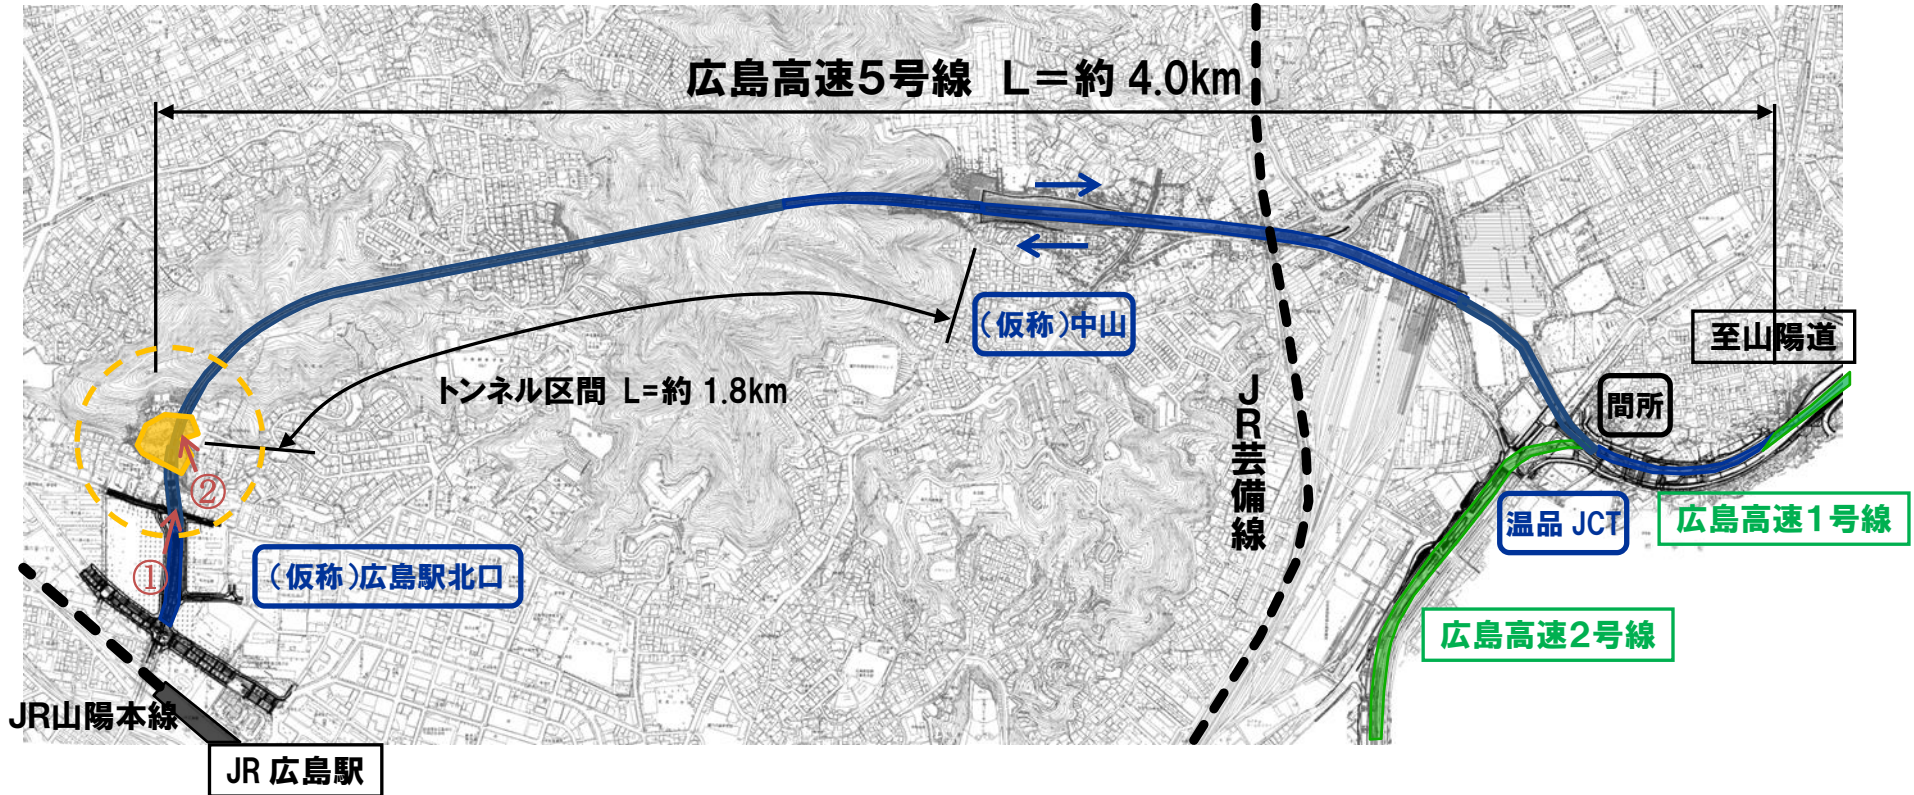 広島高速5号線 L=約 4.0km
(仮称)中山
至山陽道
トンネル区間 L=約 1.8km
JR芸備線
間所
②
温品 JCT
広島高速1号線
①
(仮称)広島駅北口
広島高速2号線
JR山陽本線
JR 広島駅